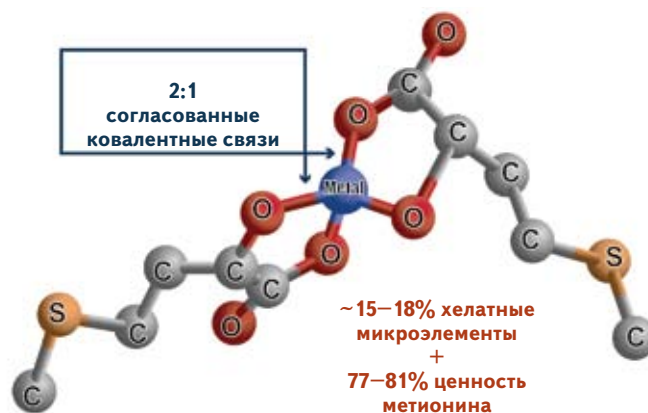 2:1
согласованные
ковалентные связи
O
C
O
C
Metal
C
O
O
C
O
S
C
C
C
C
O
S
C
C
C
~15–18% хелатные
микроэлементы
+
77–81% ценность
метионина